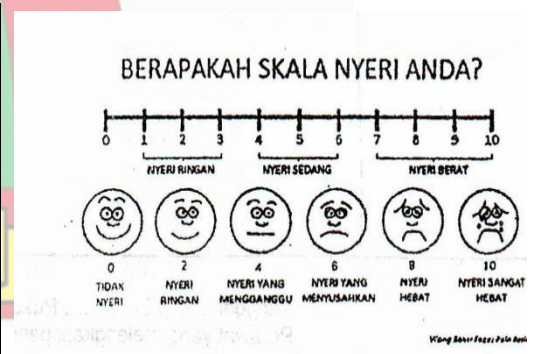 BERAPAKAH SKALA NYERI ANDA?
0 1 2 3 4 5 6 7 8 9 10
NYERI RINGAN NYERI SEDANG NYERI BERAT
0 2 4 6 8 10
TIDAK NYERI NYERI YANG NYERI YANG NYERI NYERI SANGAT
NYERI RINGAN MENGGANGGU MENYUSAHKAN HEBAT HEBAT